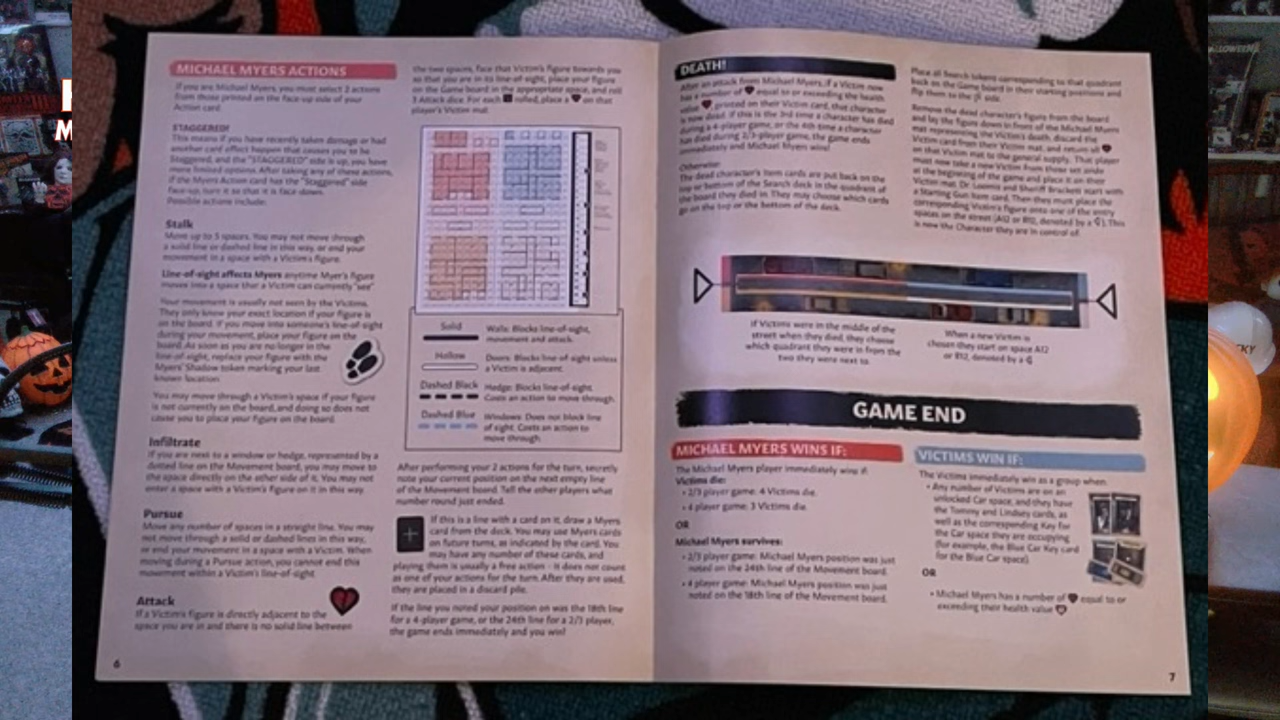 MICHAEL MYERS ACTIONS
If you are Michael Myers, you must select 2 actions
from those printed on the face-up side of your
Action card.
STAGGERED!
This means if you have recently taken damage or had
another card effect happen that causes you to be
Staggered, and the "STAGGERED" side is up, you have
more limited options. After taking any of these actions,
if the Myers Action card has the "Staggered" side
face-up, turn it so that it is face-down.
Possible actions include:
Stalk
Move up to 3 spaces. You may not move through
a solid line or dashed line in this way, or end your
movement in a space with a Victim's figure.
Line-of-sight affects Myers anytime Myer's figure
moves into a space that a Victim can currently "see"
Your movement is usually not seen by the Victims.
They only know your exact location if your figure is
on the board. If you move into someone's line-of-sight
during your movement, place your figure on the
board. As soon as you are no longer in the
line-of-sight, replace your figure with the
Myers' Shadow token marking your last
known location.
You may move through a Victim's space if your figure
is not currently on the board, and doing so does not
cause you to place your figure on the board.
Infiltrate
If you are next to a window or hedge, represented by a
dotted line on the Movement board, you may move to
the space directly on the other side of it. You may not
enter a space with a Victim's figure on it in this way.
Pursue
Move any number of spaces in a straight line. You may
not move through a solid or dashed lines in this way,
or end your movement in a space with a Victim. When
moving during a Pursue action, you cannot end this
movement within a Victim's line-of-sight.
Attack
If a Victim's figure is directly adjacent to the
space you are in and there is no solid line between
6
the two spaces, face that Victim's figure towards you
so that you are in its line-of-sight, place your figure
on the Game board in the appropriate space, and roll
3 Attack dice. For each rolled, place a on that
player's Victim mat.
Solid
Walls: Blocks line-of-sight,
movement and attack.
Hollow
Doors: Blocks line-of-sight unless
a Victim is adjacent.
Dashed Black
Hedge: Blocks line-of-sight.
Costs an action to move through.
Dashed Blue
Windows: Does not block line
of sight. Costs an action to
move through.
After performing your 2 actions for the turn, secretly
note your current position on the next empty line
of the Movement board. Tell the other players what
number round just ended.
If this is a line with a card on it, draw a Myers
card from the deck. You may use Myers cards
on future turns, as indicated by the card. You
may have any number of these cards, and
playing them is usually a free action - it does not count
as one of your actions for the turn. After they are used,
they are placed in a discard pile.
If the line you noted your position on was the 18th line
for a 4-player game, or the 24th line for a 2/3 player,
the game ends immediately and you win!
DEATH!
After an attack from Michael Myers, if a Victim now
has a number of equal to or exceeding the health
printed on their Victim card, that character
is now dead. If this is the 3rd time a character has died
during a 4-player game, or the 4th time a character
has died during 2/3-player game, the game ends
immediately and Michael Myers wins!
Otherwise:
The dead character's Item cards are put back on the
top or bottom of the Search deck in the quadrant of
the board they died in. They may choose which cards
go on the top or the bottom of the deck.
Place all Search tokens corresponding to that quadrant
back on the Game board in their starting spaces and
flip them to the side.
Remove the dead character's figure from the board
and lay the figure down in front of the Michael Myers
mat representing the Victim's death, discard the
Victim card from their Victim mat, and return all
on that Victim mat to the general supply. That player
must now take a new Victim from those set aside
at the beginning of the game and place it on their
Victim mat. Dr. Loomis and Sheriff Brackett start with
a Starting Gun Item card. Then they must place the
corresponding Victim's figure onto one of the entry
spaces on the street (A12 or B12, denoted by a ). This
is now the Character they are in control of.
If Victims were in the middle of the
street when they died, they choose
which quadrant they were in from the
two they were next to.
When a new Victim is
chosen they start on space A12
or B12, denoted by a
GAME END
MICHAEL MYERS WINS IF:
The Michael Myers player immediately wins if:
Victims die:
• 2/3 player game: 4 Victims die.
• 4 player game: 3 Victims die.
OR
Michael Myers survives:
• 2/3 player game: Michael Myers position was just
noted on the 24th line of the Movement board.
• 4 player game: Michael Myers position was just
noted on the 18th line of the Movement board.
VICTIMS WIN IF:
The Victims immediately win as a group when:
• Any number of Victims are on an
unlocked Car space, and they have
the Tommy and Lindsey cards, as
well as the corresponding Key for
the Car space they are occupying
(for example, the Blue Car Key card
for the Blue Car space).
OR
• Michael Myers has a number of equal to or
exceeding their health value
7